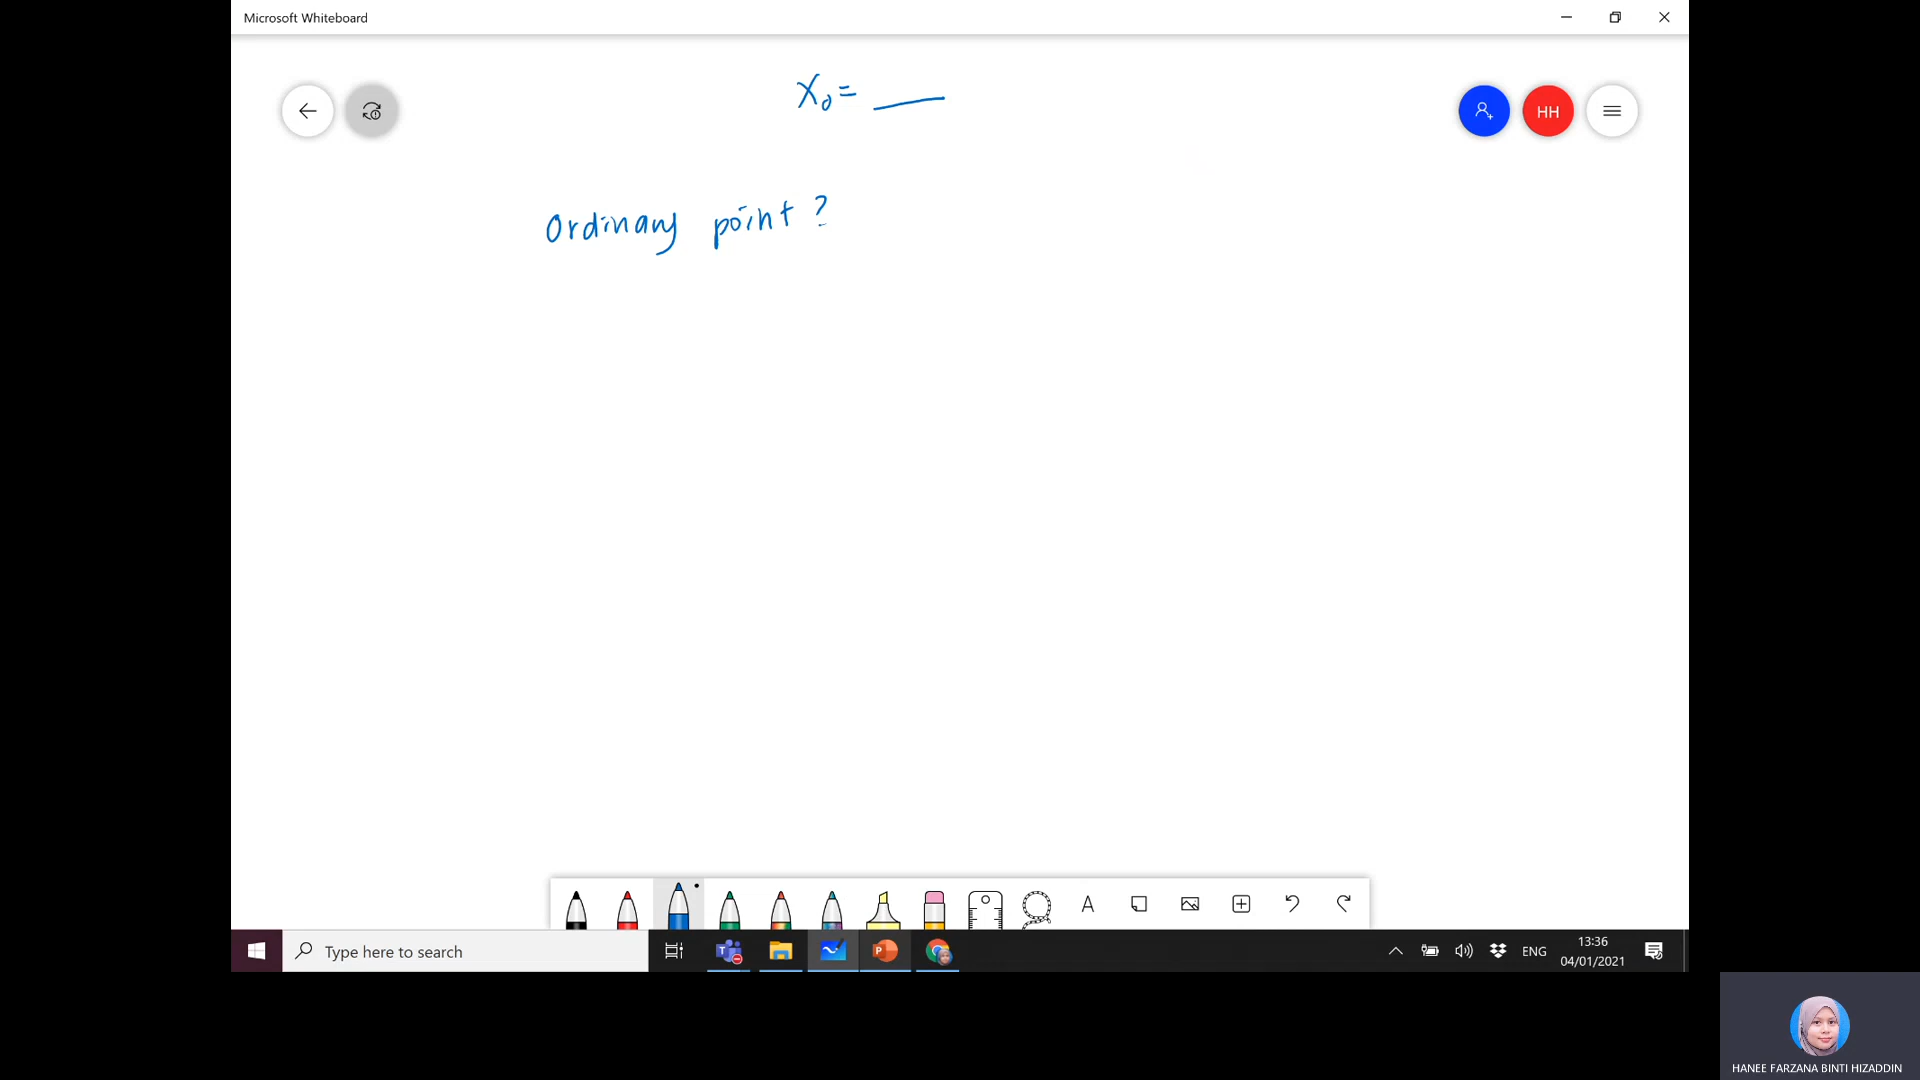 Microsoft Whiteboard
X₀ = ___
HH
Ordinary point ?
A
Type here to search
ENG
13:36
04/01/2021
HANEE FARZANA BINTI HIZADDIN